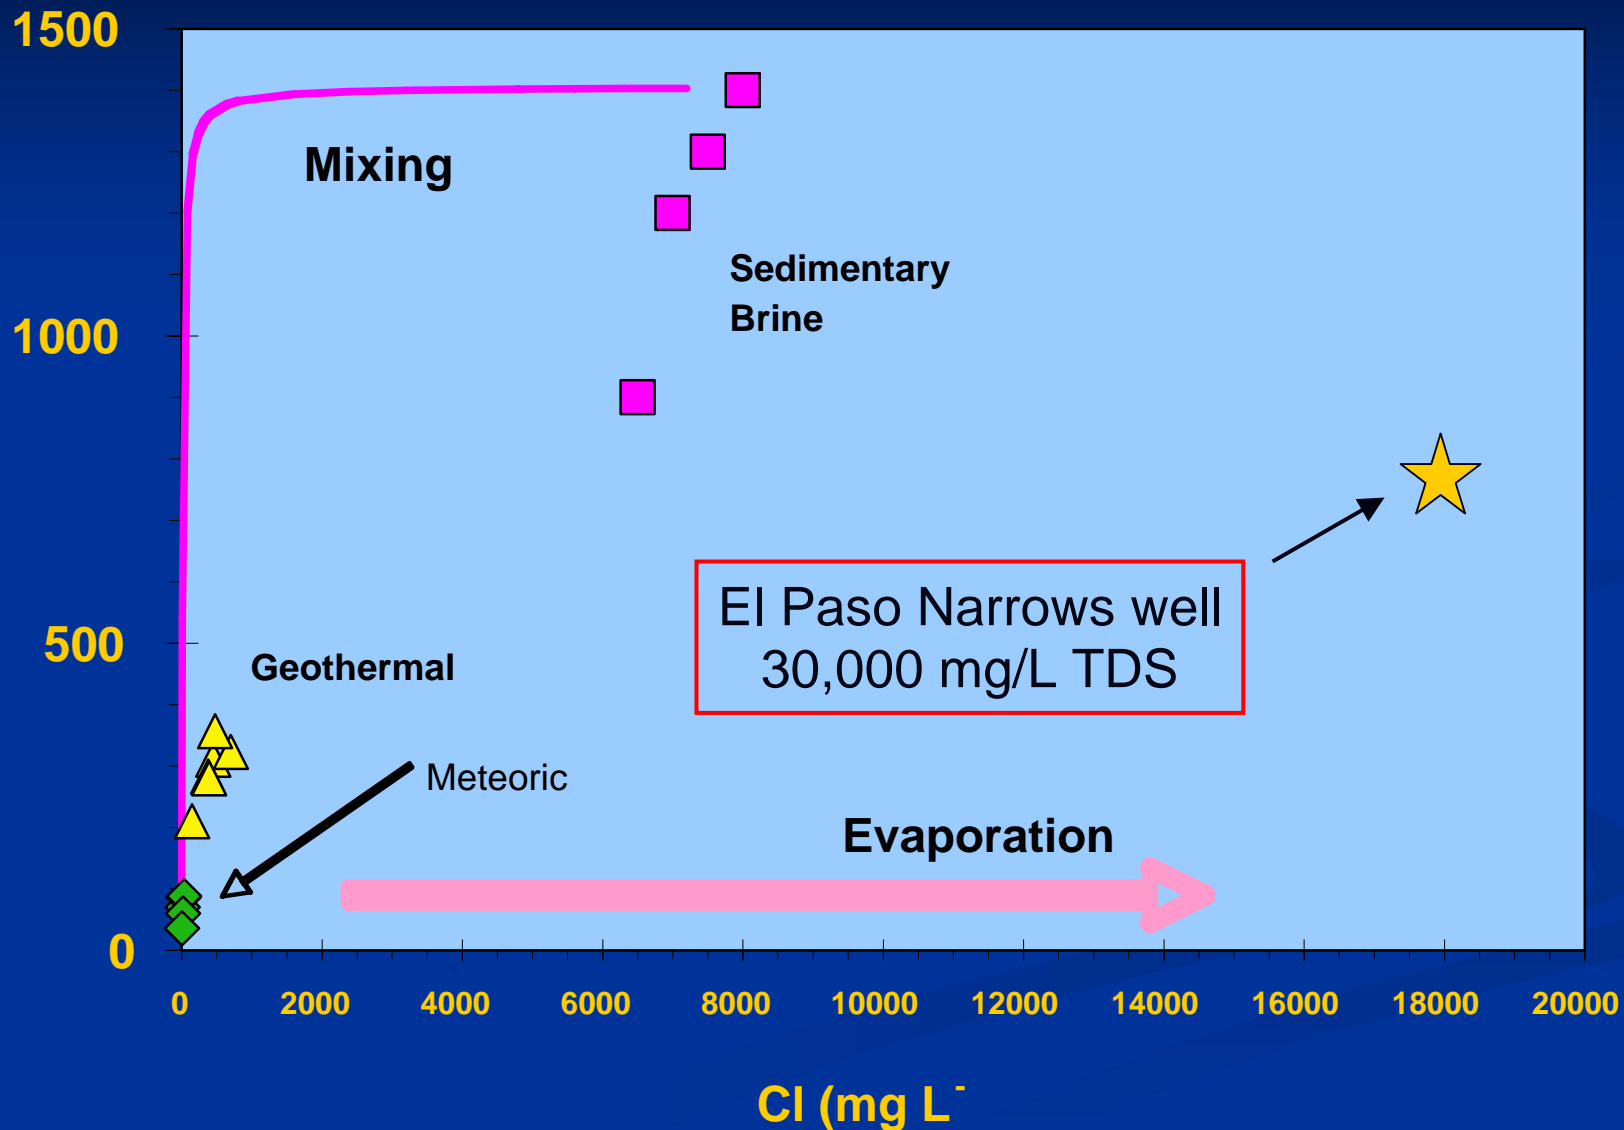 1500
Mixing
Sedimentary
Brine
1000
El Paso Narrows well
30,000 mg/L TDS
500
Geothermal
Meteoric
Evaporation
0
0 2000 4000 6000 8000 10000 12000 14000 16000 18000 20000
Cl (mg L⁻